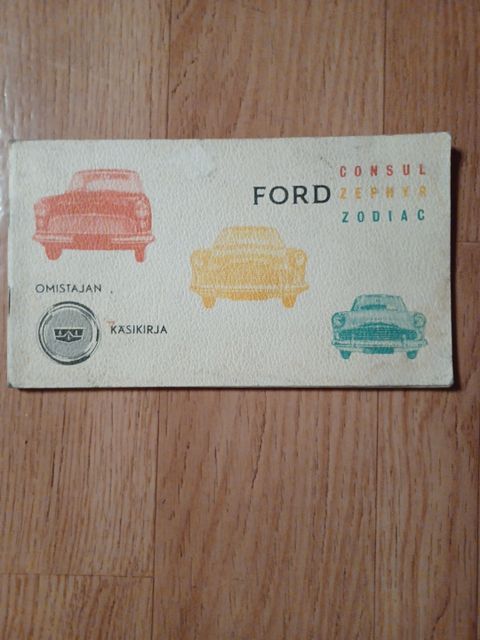 FORD
CONSUL
ZEPHYR
ZODIAC
OMISTAJAN
KÄSIKIRJA